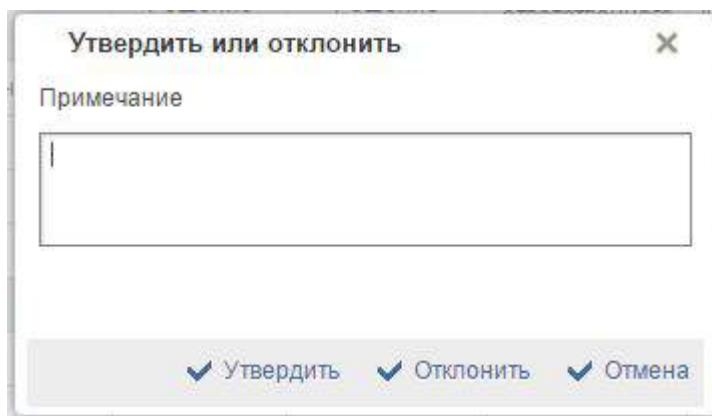 Утвердить или отклонить
Примечание
Утвердить Отклонить Отмена